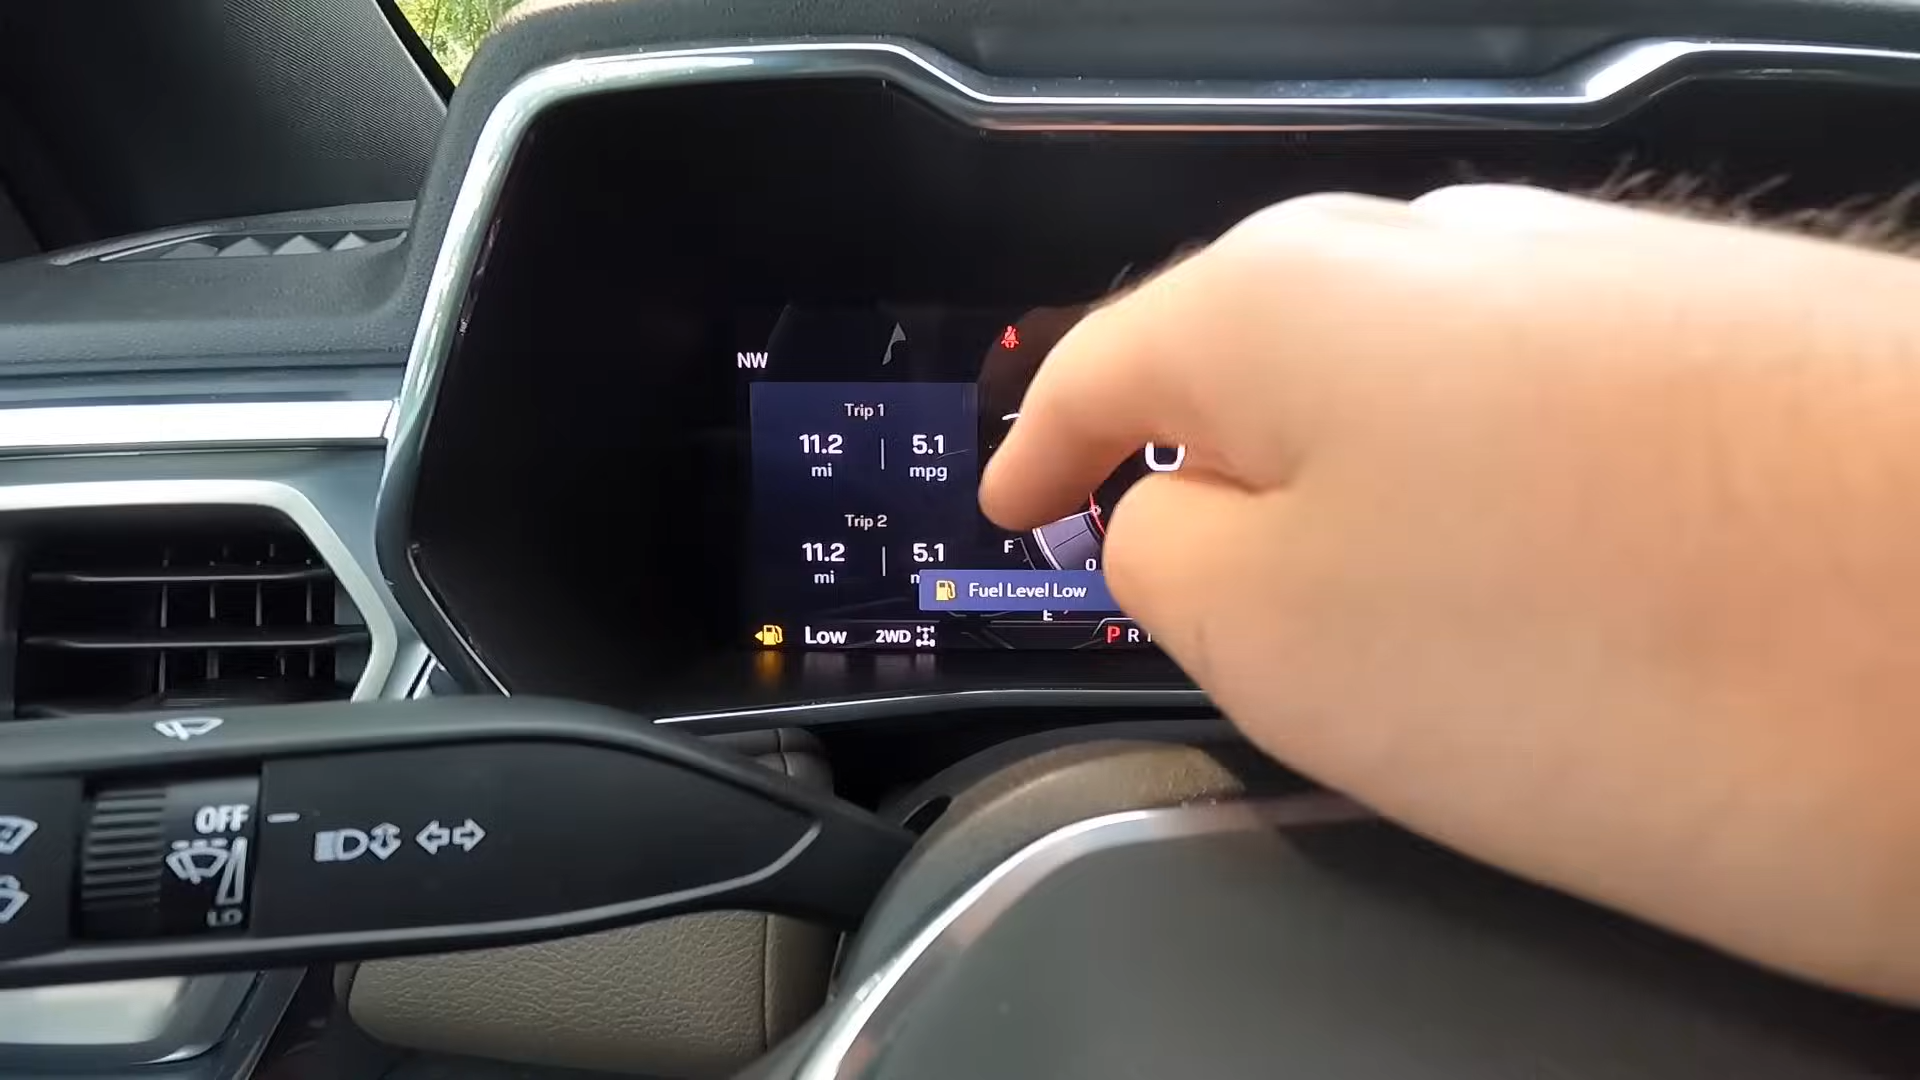 NW
Trip 1
11.2 | 5.1
mi mpg
Trip 2
11.2 | 5.1
mi
F
0
Fuel Level Low
E
Low 2WD
P R
OFF
LO